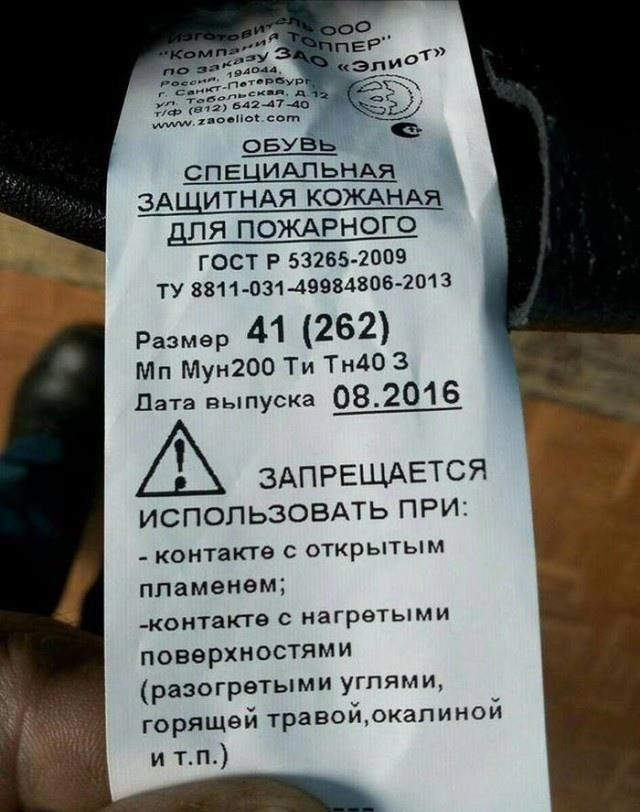 Изготовитель ООО
"Компания ТОППЕР"
по заказу ЗАО «Элиот»
Россия, 194044,
г. Санкт-Петербург,
ул. Тобольская, д.12
т/ф (812) 542-47-40
www.zaoeliot.com
ОБУВЬ
СПЕЦИАЛЬНАЯ
ЗАЩИТНАЯ КОЖАНАЯ
ДЛЯ ПОЖАРНОГО
ГОСТ Р 53265-2009
ТУ 8811-031-49984806-2013
Размер 41 (262)
Мп Мун200 Ти Тн40 З
Дата выпуска 08.2016
ЗАПРЕЩАЕТСЯ
ИСПОЛЬЗОВАТЬ ПРИ:
- контакте с открытым
пламенем;
-контакте с нагретыми
поверхностями
(разогретыми углями,
горящей травой,окалиной
и т.п.)